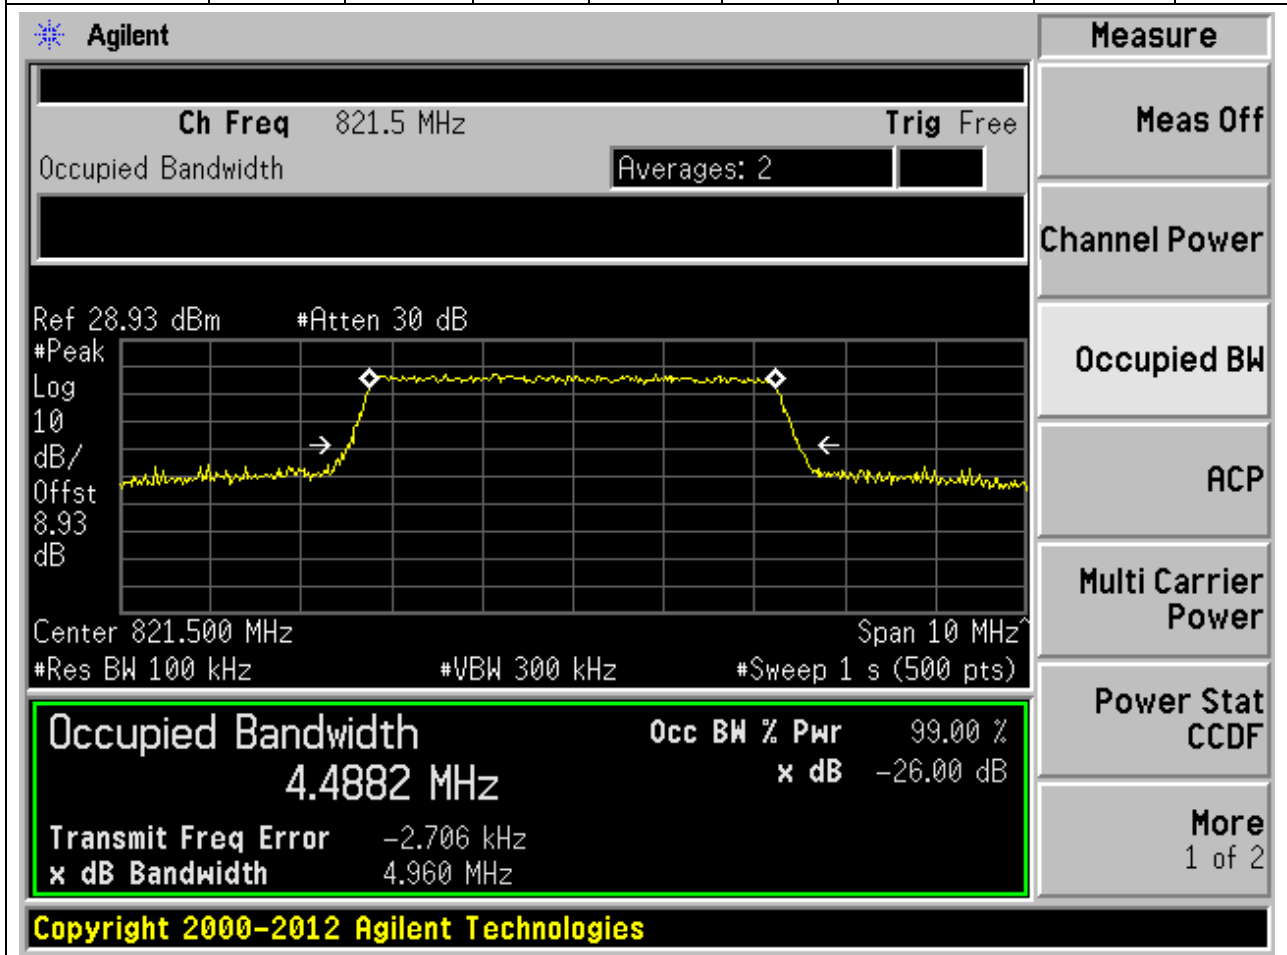 Agilent
Measure
Ch Freq 821.5 MHz Trig Free
Occupied Bandwidth Averages: 2
Meas Off
Channel Power
Occupied BW
ACP
Multi Carrier
Power
Power Stat
CCDF
More
1 of 2
Ref 28.93 dBm #Atten 30 dB
#Peak
Log
10
dB/
Offst
8.93
dB
Center 821.500 MHz Span 10 MHz^
#Res BW 100 kHz #VBW 300 kHz #Sweep 1 s (500 pts)
Occupied Bandwidth Occ BW % Pwr 99.00 %
4.4882 MHz x dB -26.00 dB
Transmit Freq Error -2.706 kHz
x dB Bandwidth 4.960 MHz
Copyright 2000-2012 Agilent Technologies